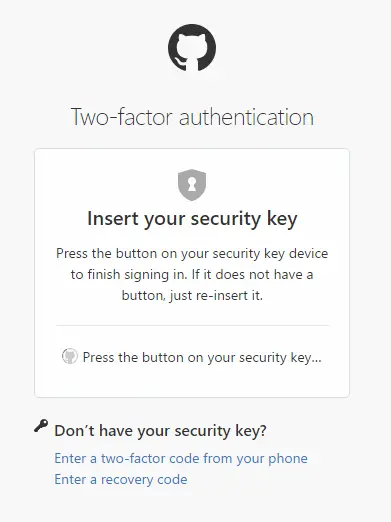 Two-factor authentication
Insert your security key
Press the button on your security key device
to finish signing in. If it does not have a
button, just re-insert it.
Press the button on your security key...
Don't have your security key?
Enter a two-factor code from your phone
Enter a recovery code